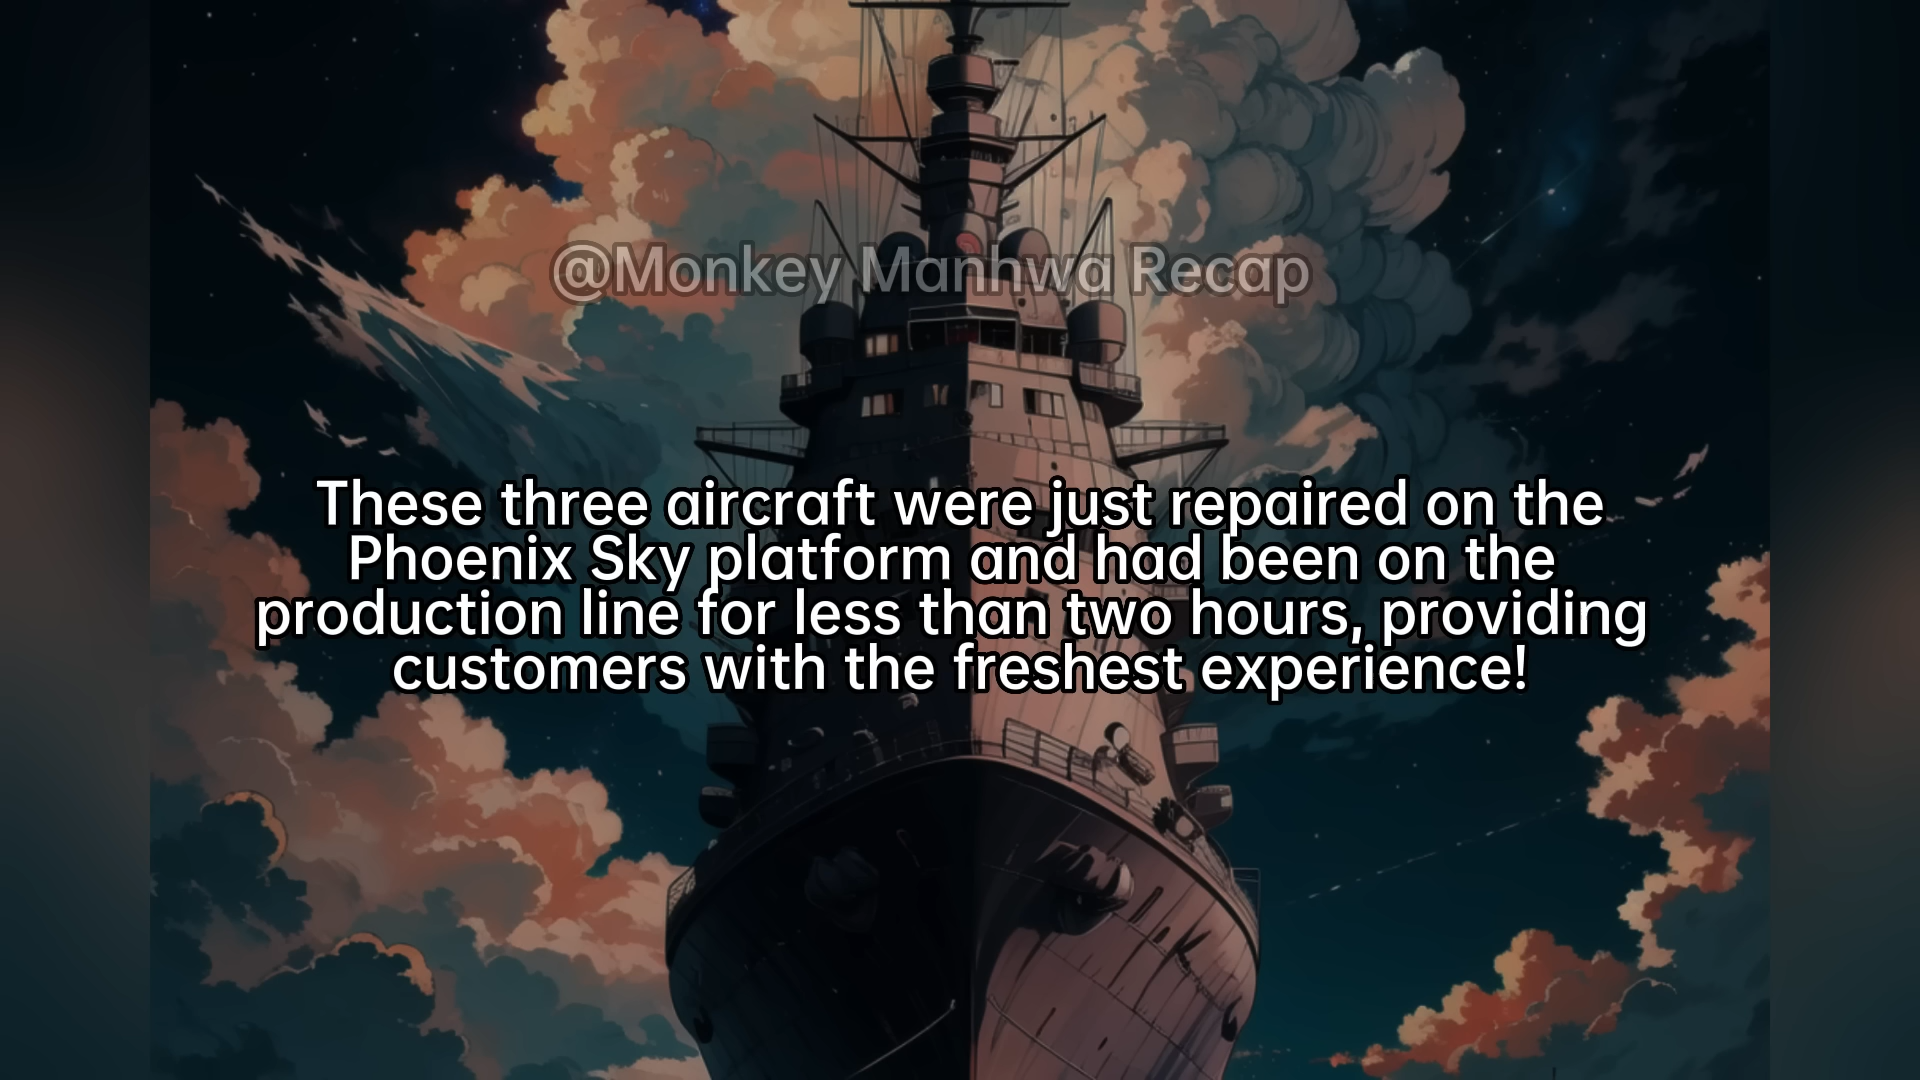 @Monkey Manhwa Recap
These three aircraft were just repaired on the
Phoenix Sky platform and had been on the
production line for less than two hours, providing
customers with the freshest experience!